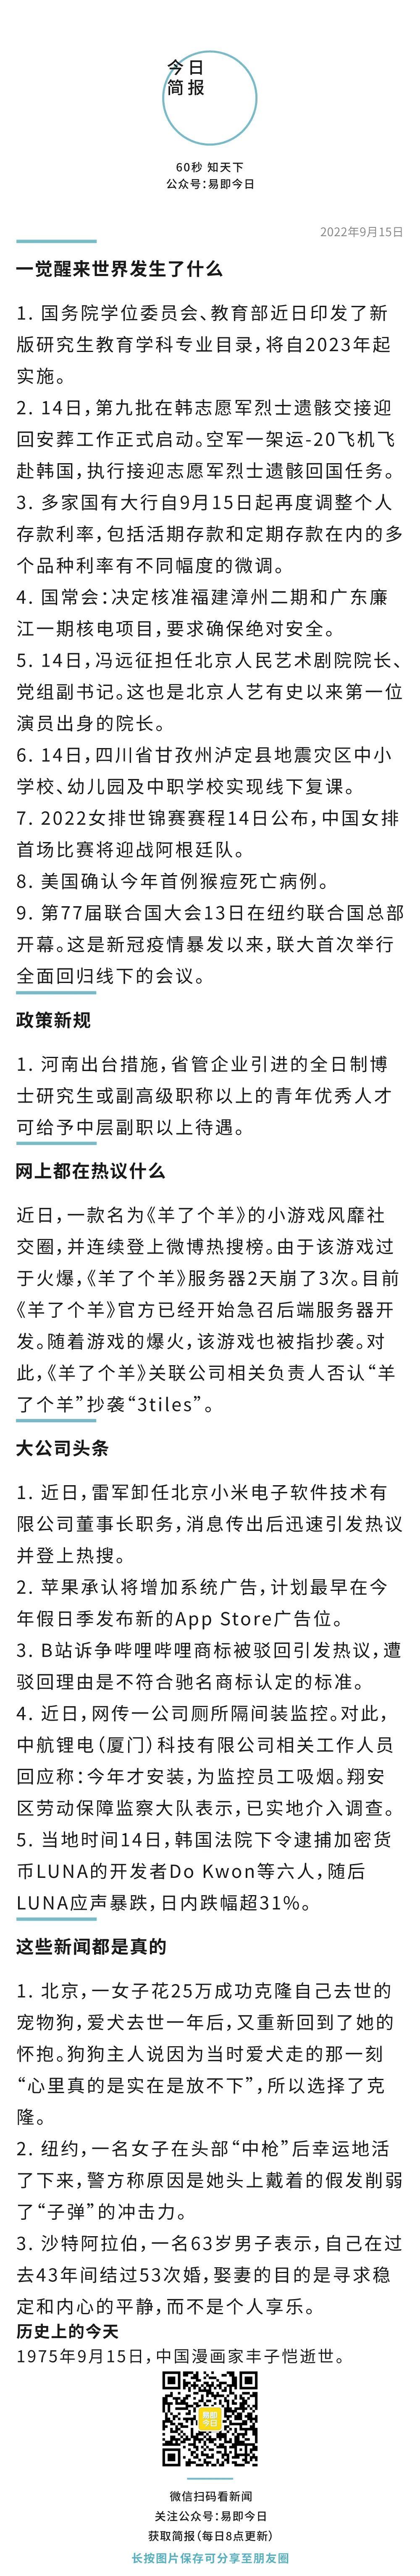 今日
简报
60秒 知天下
公众号：易即今日
2022年9月15日
一觉醒来世界发生了什么
1. 国务院学位委员会、教育部近日印发了新
版研究生教育学科专业目录，将自2023年起
实施。
2. 14日，第九批在韩志愿军烈士遗骸交接迎
回安葬工作正式启动。空军一架运-20飞机飞
赴韩国，执行接迎志愿军烈士遗骸回国任务。
3. 多家国有大行自9月15日起再度调整个人
存款利率，包括活期存款和定期存款在内的多
个品种利率有不同幅度的微调。
4. 国常会：决定核准福建漳州二期和广东廉
江一期核电项目，要求确保绝对安全。
5. 14日，冯远征担任北京人民艺术剧院院长、
党组副书记。这也是北京人艺有史以来第一位
演员出身的院长。
6. 14日，四川省甘孜州泸定县地震灾区中小
学校、幼儿园及中职学校实现线下复课。
7. 2022女排世锦赛赛程14日公布，中国女排
首场比赛将迎战阿根廷队。
8. 美国确认今年首例猴痘死亡病例。
9. 第77届联合国大会13日在纽约联合国总部
开幕。这是新冠疫情暴发以来，联大首次举行
全面回归线下的会议。
政策新规
1. 河南出台措施，省管企业引进的全日制博
士研究生或副高级职称以上的青年优秀人才
可给予中层副职以上待遇。
网上都在热议什么
近日，一款名为《羊了个羊》的小游戏风靡社
交圈，并连续登上微博热搜榜。由于该游戏过
于火爆，《羊了个羊》服务器2天崩了3次。目前
《羊了个羊》官方已经开始急召后端服务器开
发。随着游戏的爆火，该游戏也被指抄袭。对
此，《羊了个羊》关联公司相关负责人否认“羊
了个羊”抄袭“3tiles”。
大公司头条
1. 近日，雷军卸任北京小米电子软件技术有
限公司董事长职务，消息传出后迅速引发热议
并登上热搜。
2. 苹果承认将增加系统广告，计划最早在今
年假日季发布新的App Store广告位。
3. B站诉争哔哩哔哩商标被驳回引发热议，遭
驳回理由是不符合驰名商标认定的标准。
4. 近日，网传一公司厕所隔间装监控。对此，
中航锂电（厦门）科技有限公司相关工作人员
回应称：今年才安装，为监控员工吸烟。翔安
区劳动保障监察大队表示，已实地介入调查。
5. 当地时间14日，韩国法院下令逮捕加密货
币LUNA的开发者Do Kwon等六人，随后
LUNA应声暴跌，日内跌幅超31%。
这些新闻都是真的
1. 北京，一女子花25万成功克隆自己去世的
宠物狗，爱犬去世一年后，又重新回到了她的
怀抱。狗狗主人说因为当时爱犬走的那一刻
“心里真的是实在是放不下”，所以选择了克
隆。
2. 纽约，一名女子在头部“中枪”后幸运地活
了下来，警方称原因是她头上戴着的假发削弱
了“子弹”的冲击力。
3. 沙特阿拉伯，一名63岁男子表示，自己在过
去43年间结过53次婚，娶妻的目的是寻求稳
定和内心的平静，而不是个人享乐。
历史上的今天
1975年9月15日，中国漫画家丰子恺逝世。
易即
今日
微信扫码看新闻
关注公众号：易即今日
获取简报（每日8点更新）
长按图片保存可分享至朋友圈